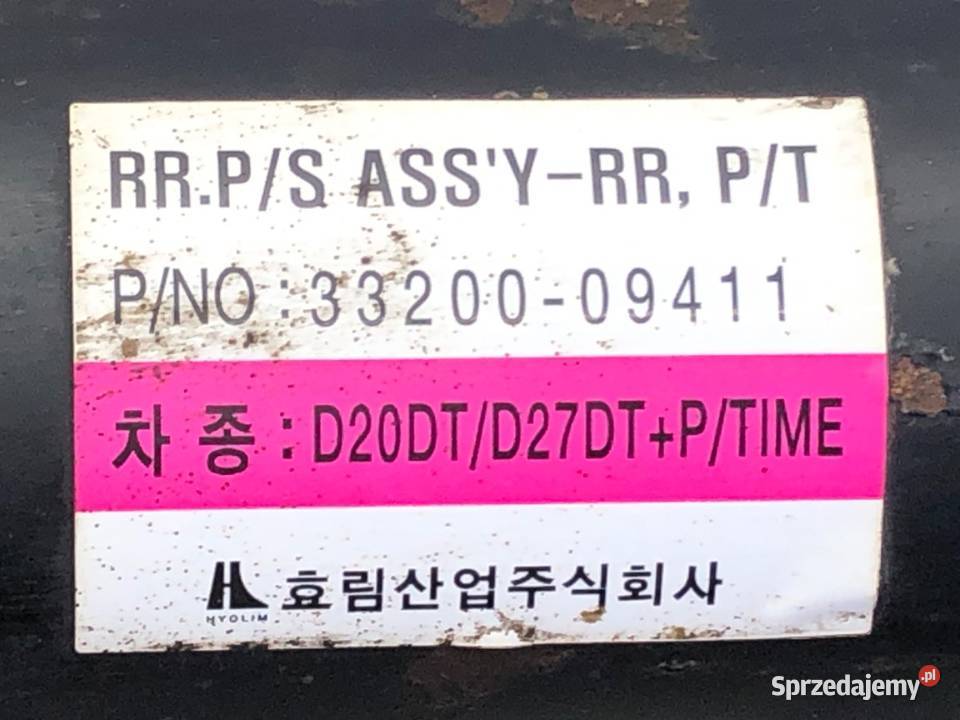 RR.P/S ASS'Y-RR, P/T
P/NO : 33200-09411
차 종 : D20DT/D27DT+P/TIME
HYOLIM 효림산업주식회사
Sprzedajemy.pl